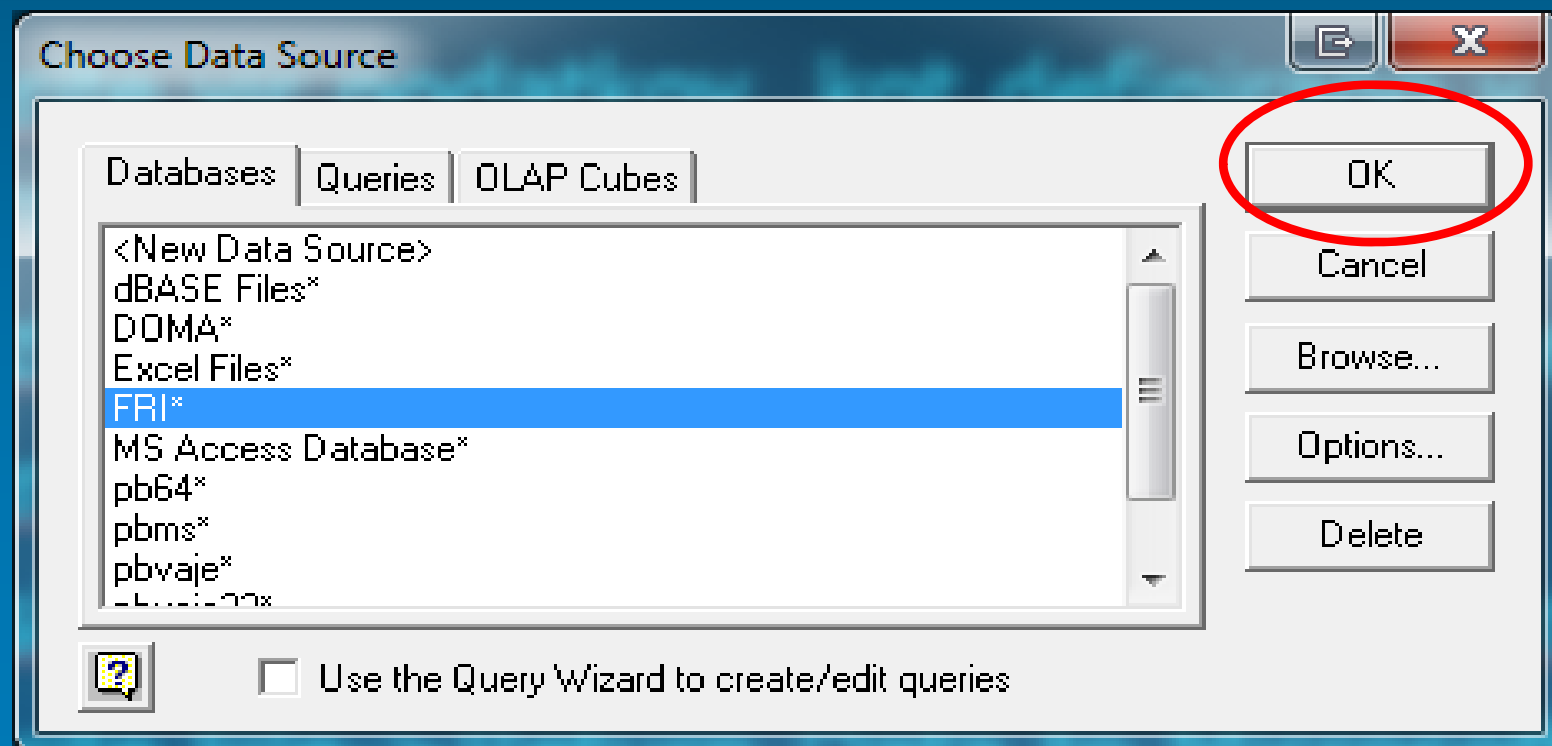 Choose Data Source
Databases Queries OLAP Cubes
<New Data Source>
dBASE Files*
DOMA*
Excel Files*
FRI*
MS Access Database*
pb64*
pbms*
pbvaje*
OK
Cancel
Browse...
Options...
Delete
Use the Query Wizard to create/edit queries